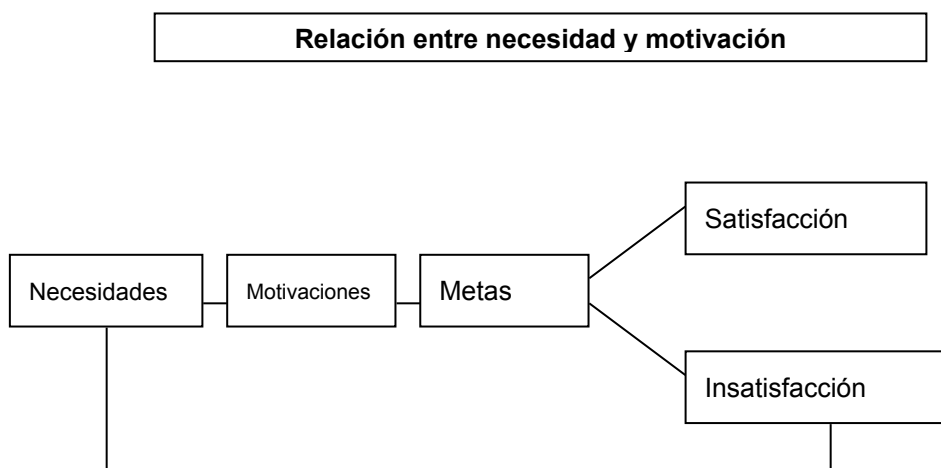 Relación entre necesidad y motivación
Satisfacción
Necesidades
Motivaciones
Metas
Insatisfacción